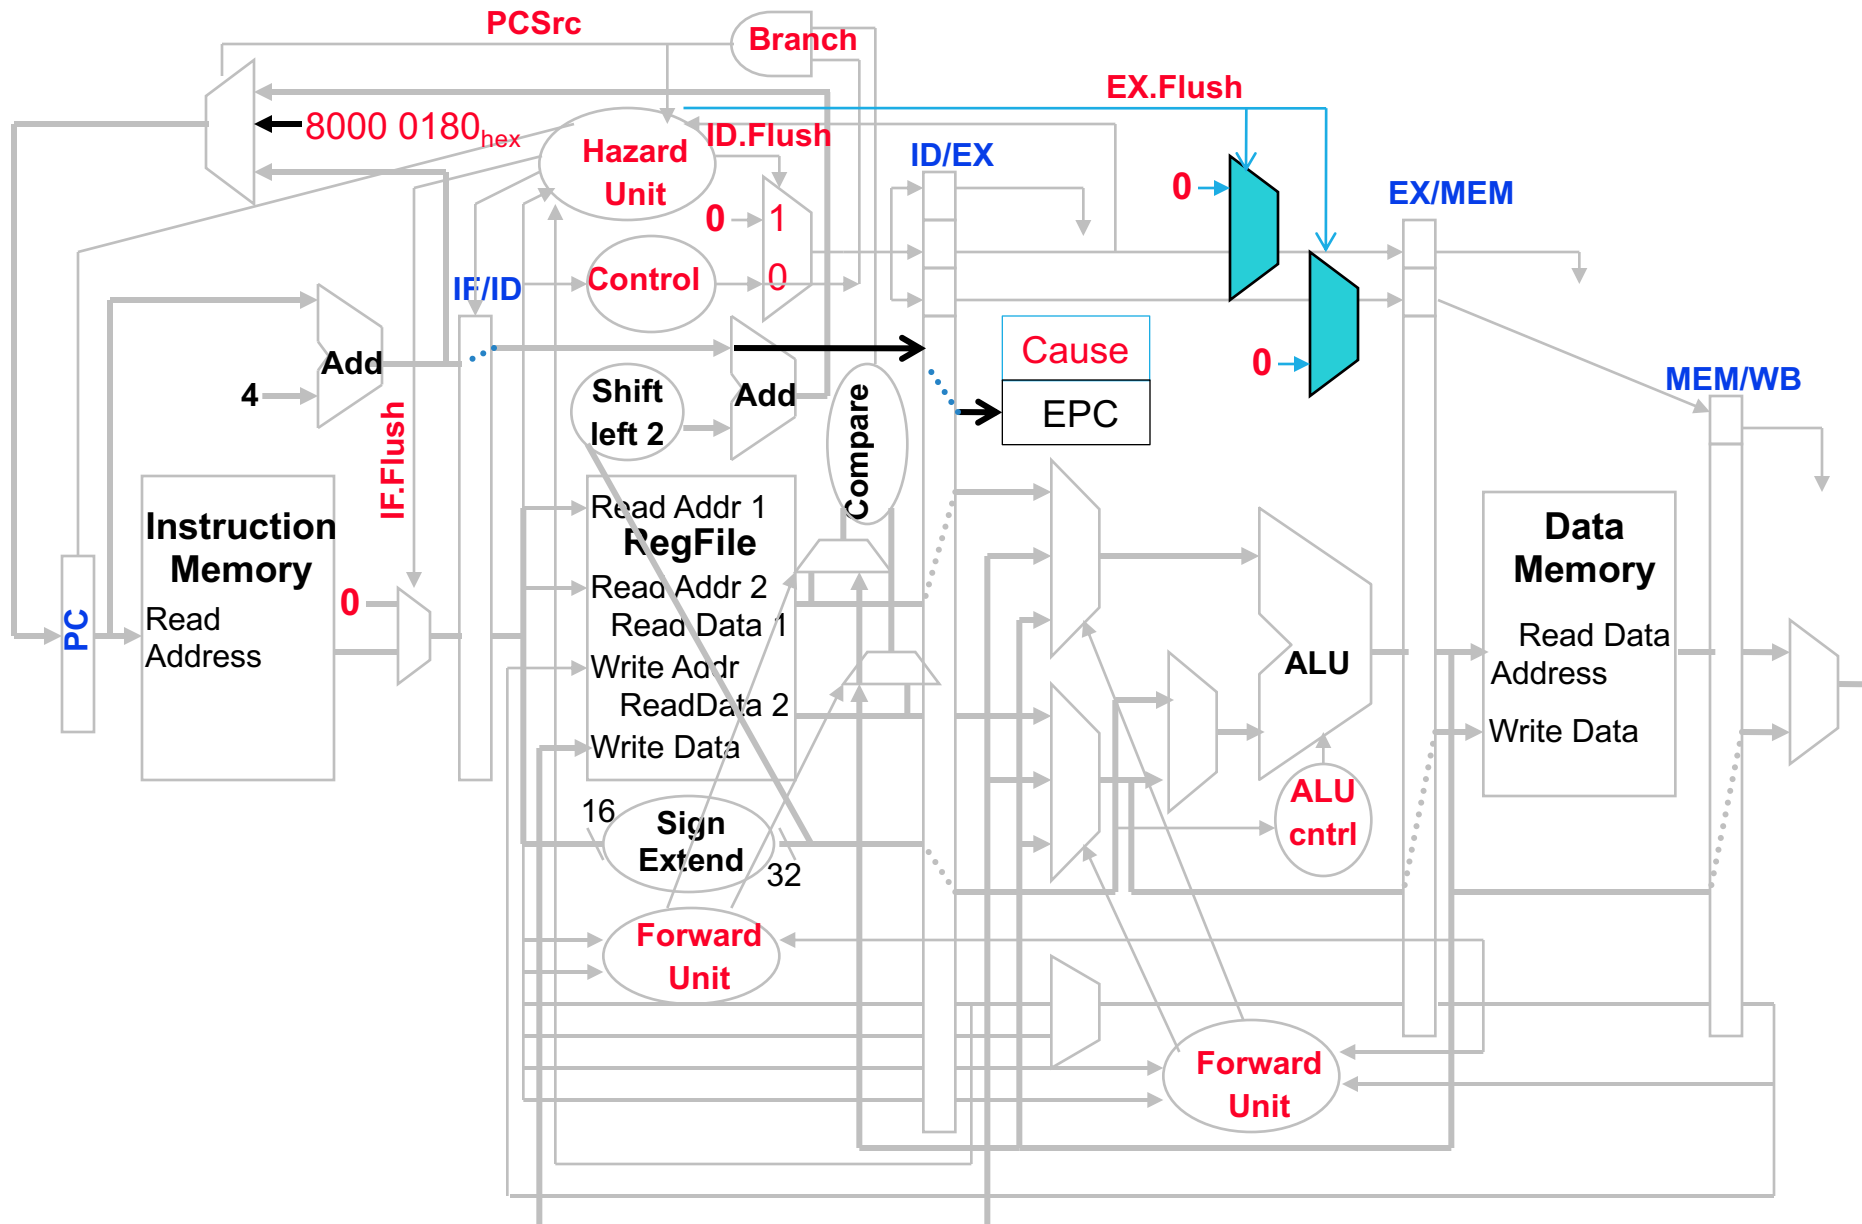 PCSrc
Branch
EX.Flush
8000 0180hex
ID.Flush
Hazard
Unit
ID/EX
0
EX/MEM
0
1
Control
0
IF/ID
Cause
0
Add
Shift
left 2
Add
4
EPC
MEM/WB
Compare
IF.Flush
Instruction
Memory
Read Addr 1
RegFile
Data
Memory
Read Addr 2
0
PC
Read
Address
Read Data 1
Read Data
Address
Write Addr
ALU
ReadData 2
Write Data
Write Data
16
Sign
Extend
32
ALU
cntrl
Forward
Unit
Forward
Unit